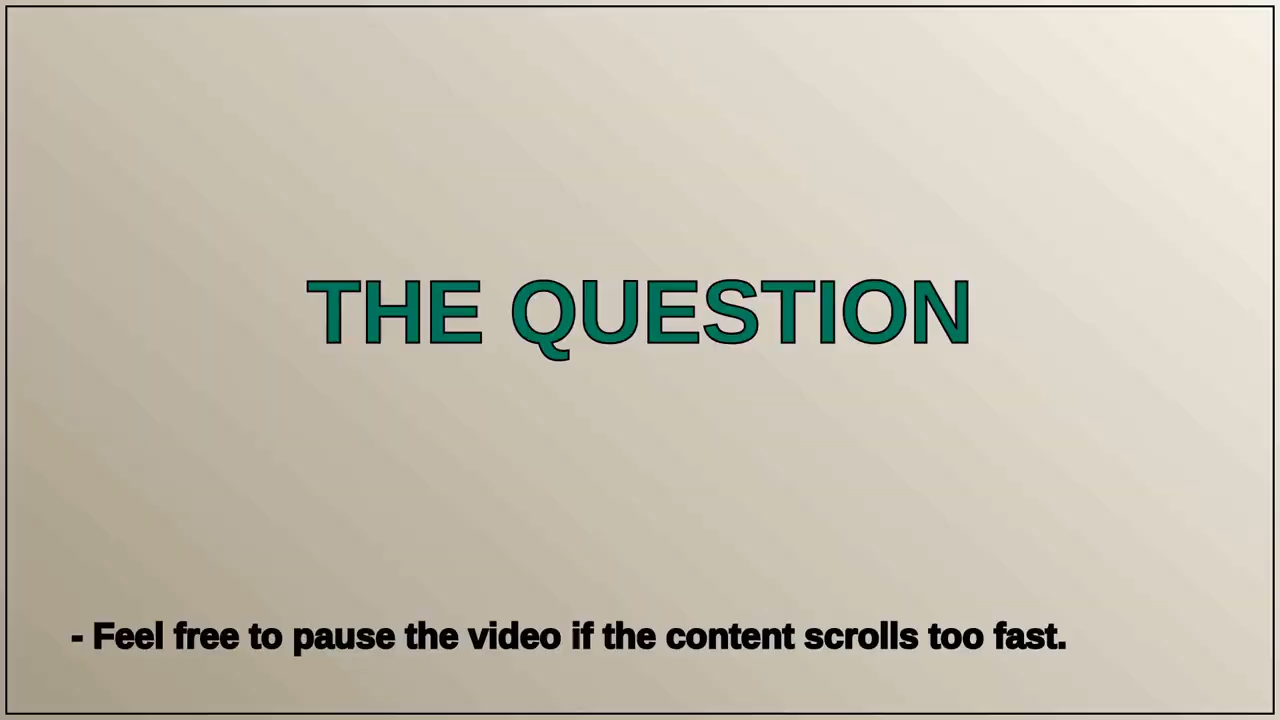 THE QUESTION
- Feel free to pause the video if the content scrolls too fast.